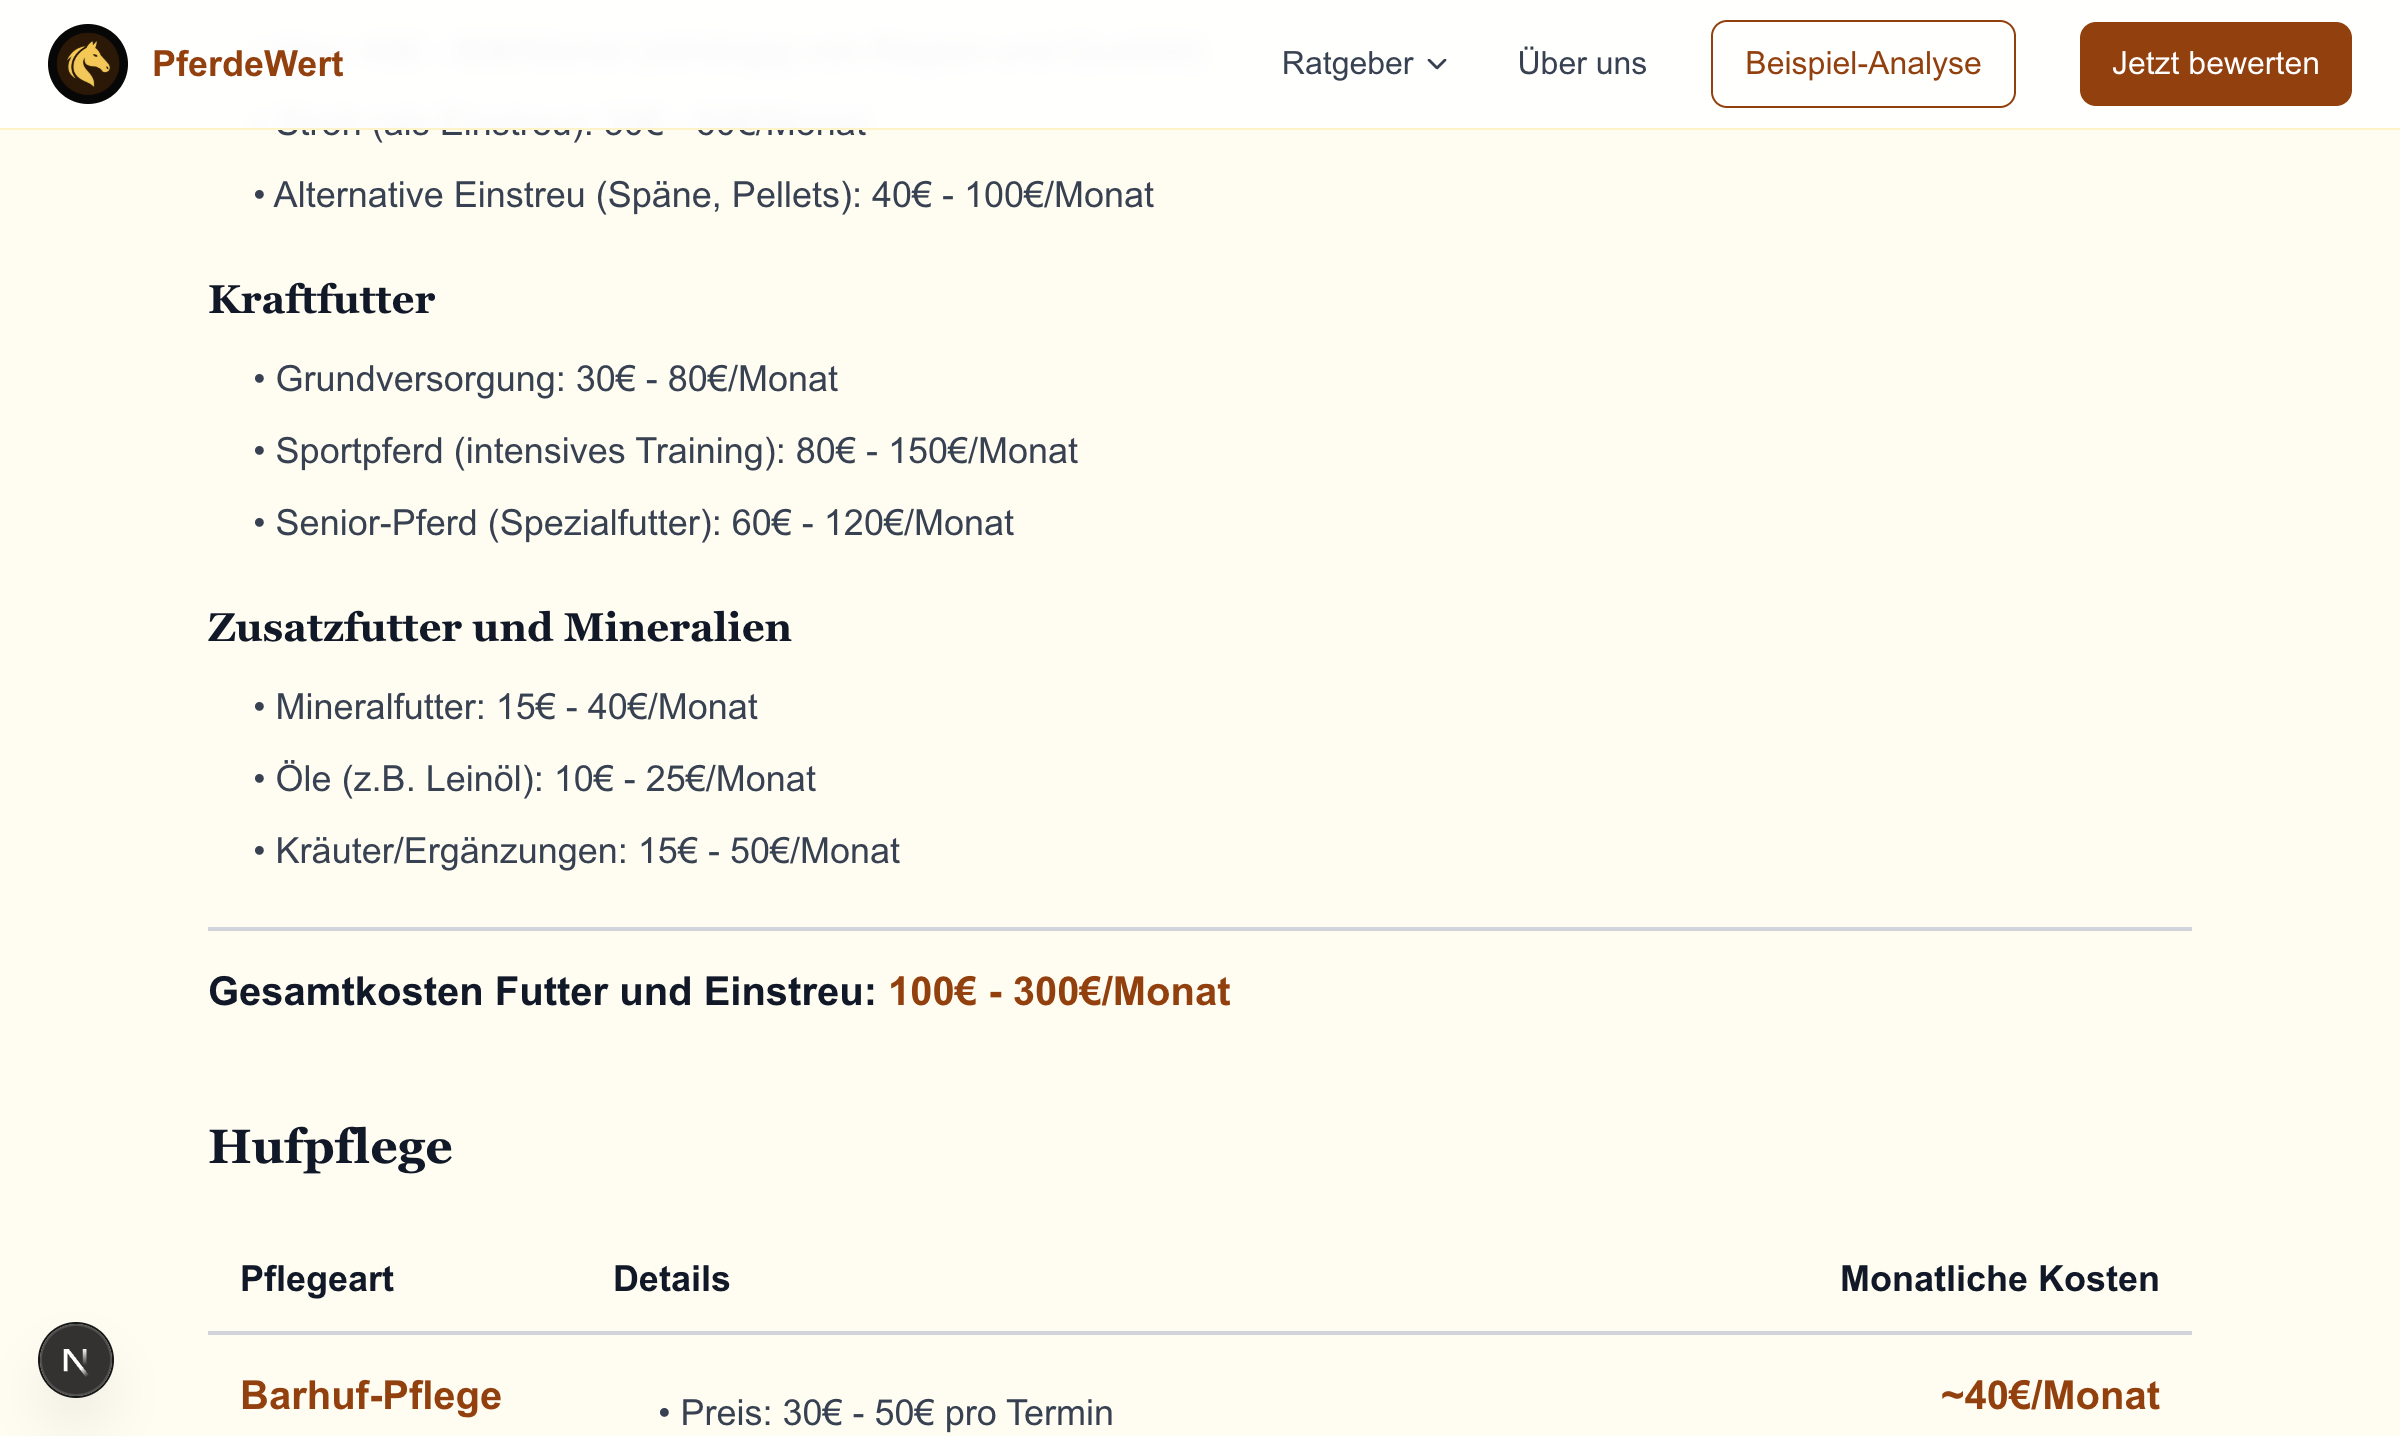 PferdeWert
Ratgeber
Über uns
Beispiel-Analyse
Jetzt bewerten
• Alternative Einstreu (Späne, Pellets): 40€ - 100€/Monat
Kraftfutter
• Grundversorgung: 30€ - 80€/Monat
• Sportpferd (intensives Training): 80€ - 150€/Monat
• Senior-Pferd (Spezialfutter): 60€ - 120€/Monat
Zusatzfutter und Mineralien
• Mineralfutter: 15€ - 40€/Monat
• Öle (z.B. Leinöl): 10€ - 25€/Monat
• Kräuter/Ergänzungen: 15€ - 50€/Monat
Gesamtkosten Futter und Einstreu: 100€ - 300€/Monat
Hufpflege
Pflegeart
Details
Monatliche Kosten
Barhuf-Pflege
• Preis: 30€ - 50€ pro Termin
~40€/Monat
N